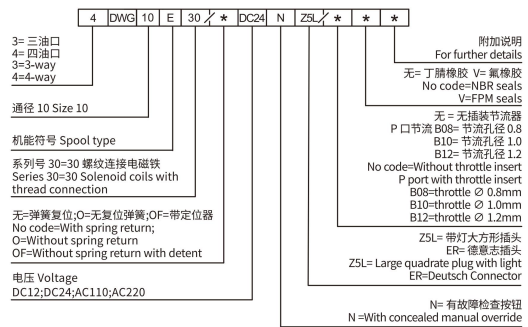 4 DWG 10 E 30 / * DC24 N Z5L / * * *
3= 三油口
4= 四油口
3=3-way
4=4-way
通径 10 Size 10
机能符号 Spool type
系列号 30=30 螺纹连接电磁铁
Series 30=30 Solenoid coils with
thread connection
无=弹簧复位;O=无复位弹簧;OF=带定位器
No code=With spring return;
O=Without spring return
OF=Without spring return with detent
电压 Voltage
DC12;DC24;AC110;AC220
附加说明
For further details
无= 丁腈橡胶 V= 氟橡胶
No code=NBR seals
V=FPM seals
无 = 无插装节流器
P 口节流 B08= 节流孔径 0.8
B10= 节流孔径 1.0
B12= 节流孔径 1.2
No code=Without throttle insert
P port with throttle insert
B08=throttle ∅ 0.8mm
B10=throttle ∅ 1.0mm
B12=throttle ∅ 1.2mm
Z5L= 带灯大方形插头
ER= 德意志插头
Z5L= Large quadrate plug with light
ER=Deutsch Connector
N= 有故障检查按钮
N =With concealed manual override